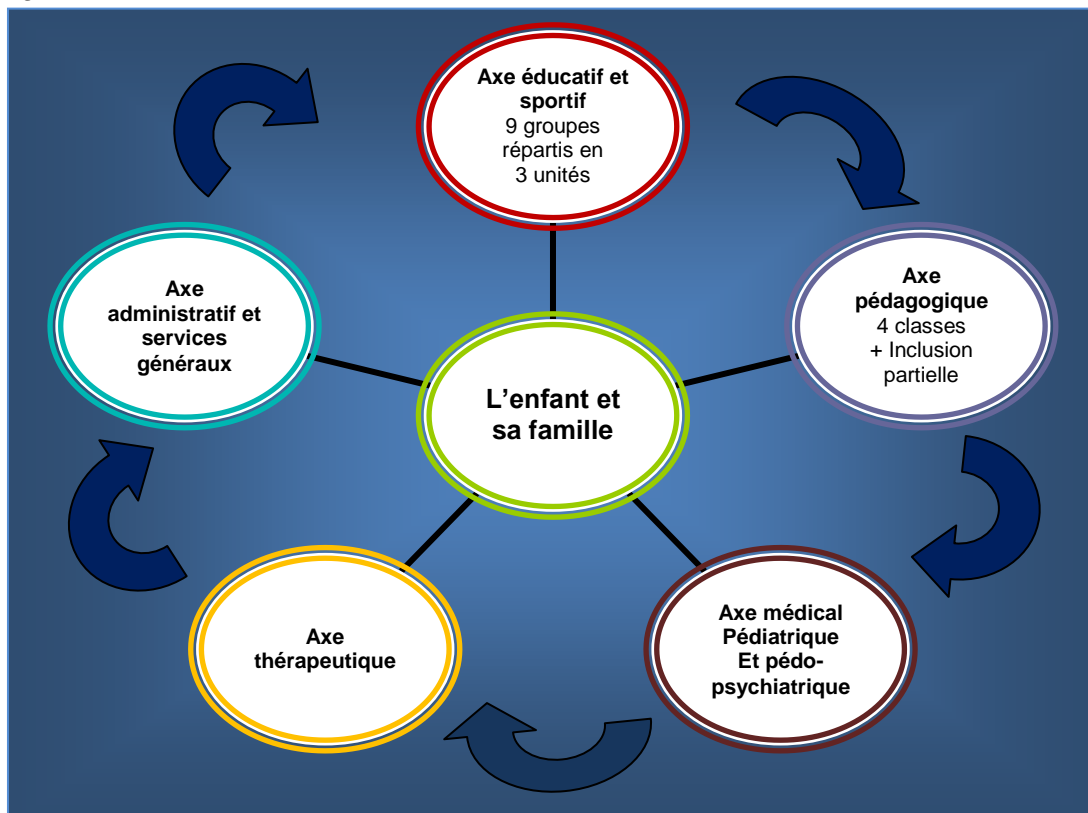 Axe éducatif et
sportif
9 groupes
répartis en
3 unités
Axe
administratif et
services
généraux
Axe
pédagogique
4 classes
+ Inclusion
partielle
L'enfant et
sa famille
Axe
thérapeutique
Axe médical
Pédiatrique
Et pédo-
psychiatrique